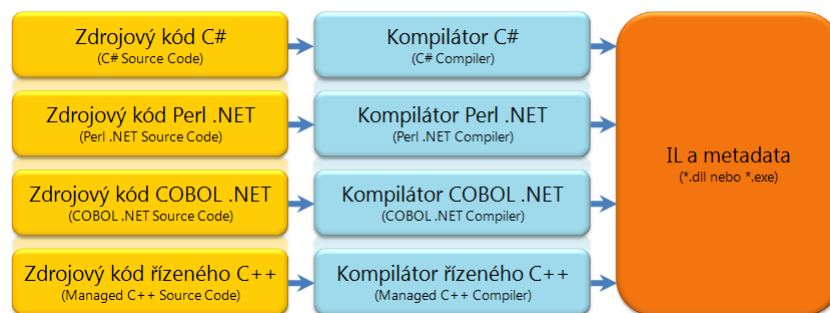 Zdrojový kód C#
(C# Source Code)
Kompilátor C#
(C# Compiler)
Zdrojový kód Perl .NET
(Perl .NET Source Code)
Kompilátor Perl .NET
(Perl .NET Compiler)
IL a metadata
(*.dll nebo *.exe)
Zdrojový kód COBOL .NET
(COBOL .NET Source Code)
Kompilátor COBOL .NET
(COBOL .NET Compiler)
Zdrojový kód řízeného C++
(Managed C++ Source Code)
Kompilátor řízeného C++
(Managed C++ Compiler)